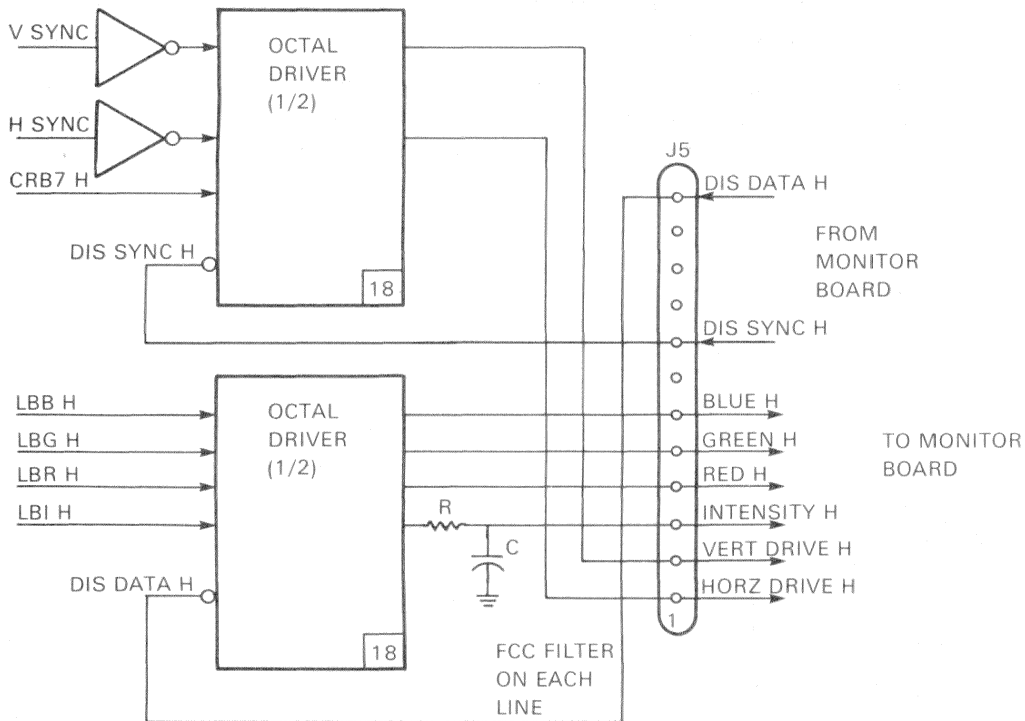 V SYNC
H SYNC
CRB7 H
DIS SYNC H
OCTAL
DRIVER
(1/2)
18
J5
DIS DATA H
FROM
MONITOR
BOARD
DIS SYNC H
LBB H
LBG H
LBR H
LBI H
DIS DATA H
OCTAL
DRIVER
(1/2)
18
R
C
BLUE H
GREEN H
RED H
INTENSITY H
VERT DRIVE H
HORZ DRIVE H
1
TO MONITOR
BOARD
FCC FILTER
ON EACH
LINE